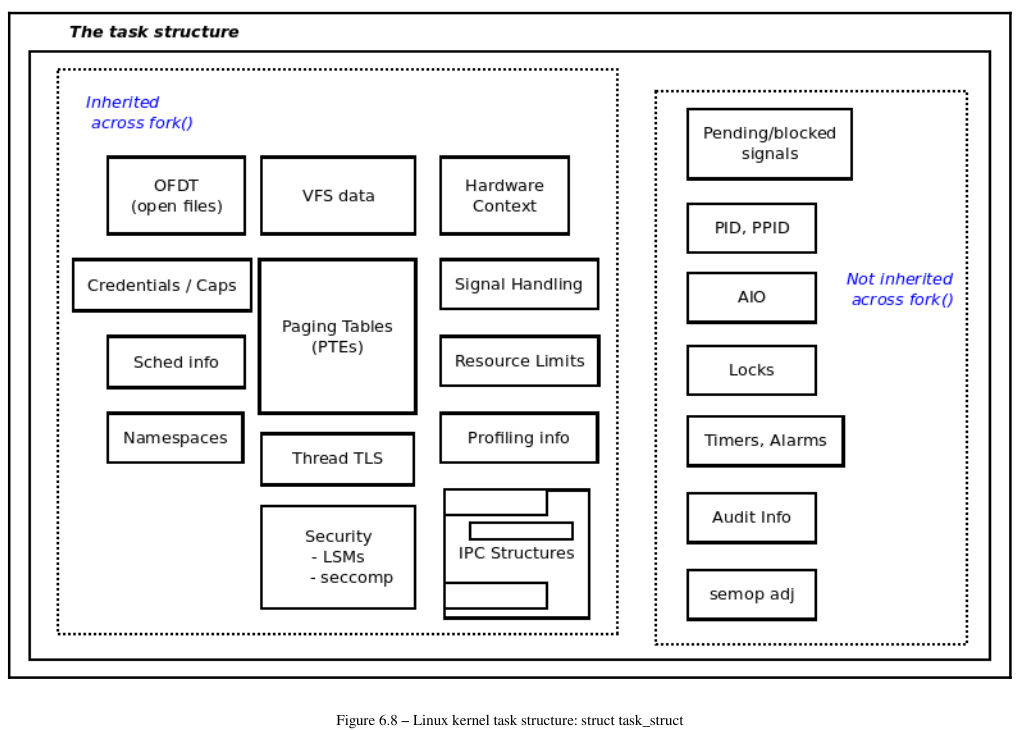 The task structure
Inherited
across fork()
OFDT
(open files)
VFS data
Hardware
Context
Credentials / Caps
Paging Tables
(PTEs)
Signal Handling
Sched info
Resource Limits
Namespaces
Thread TLS
Profiling info
Security
- LSMs
- seccomp
IPC Structures
Pending/blocked
signals
PID, PPID
AIO
Not inherited
across fork()
Locks
Timers, Alarms
Audit Info
semop adj
Figure 6.8 – Linux kernel task structure: struct task_struct